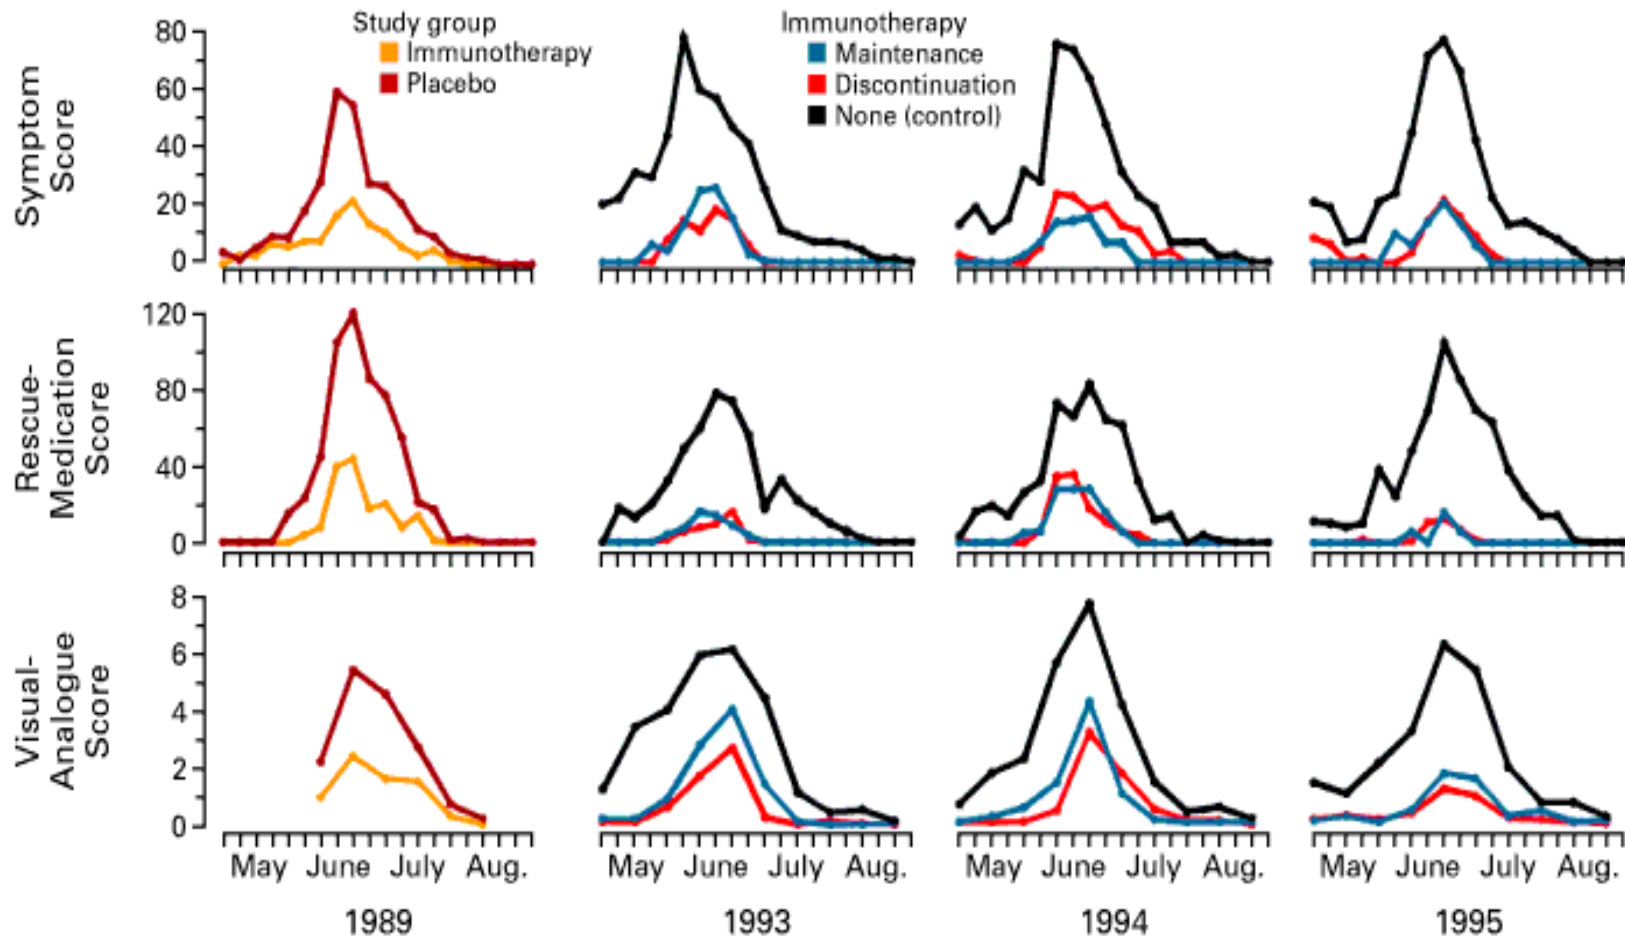 Study group
Immunotherapy
Placebo
Immunotherapy
Maintenance
Discontinuation
None (control)
Symptom
Score
80
60
40
20
0
Rescue-
Medication
Score
120
80
40
0
Visual-
Analogue
Score
8
6
4
2
0
May June July Aug.
May June July Aug.
May June July Aug.
May June July Aug.
1989
1993
1994
1995